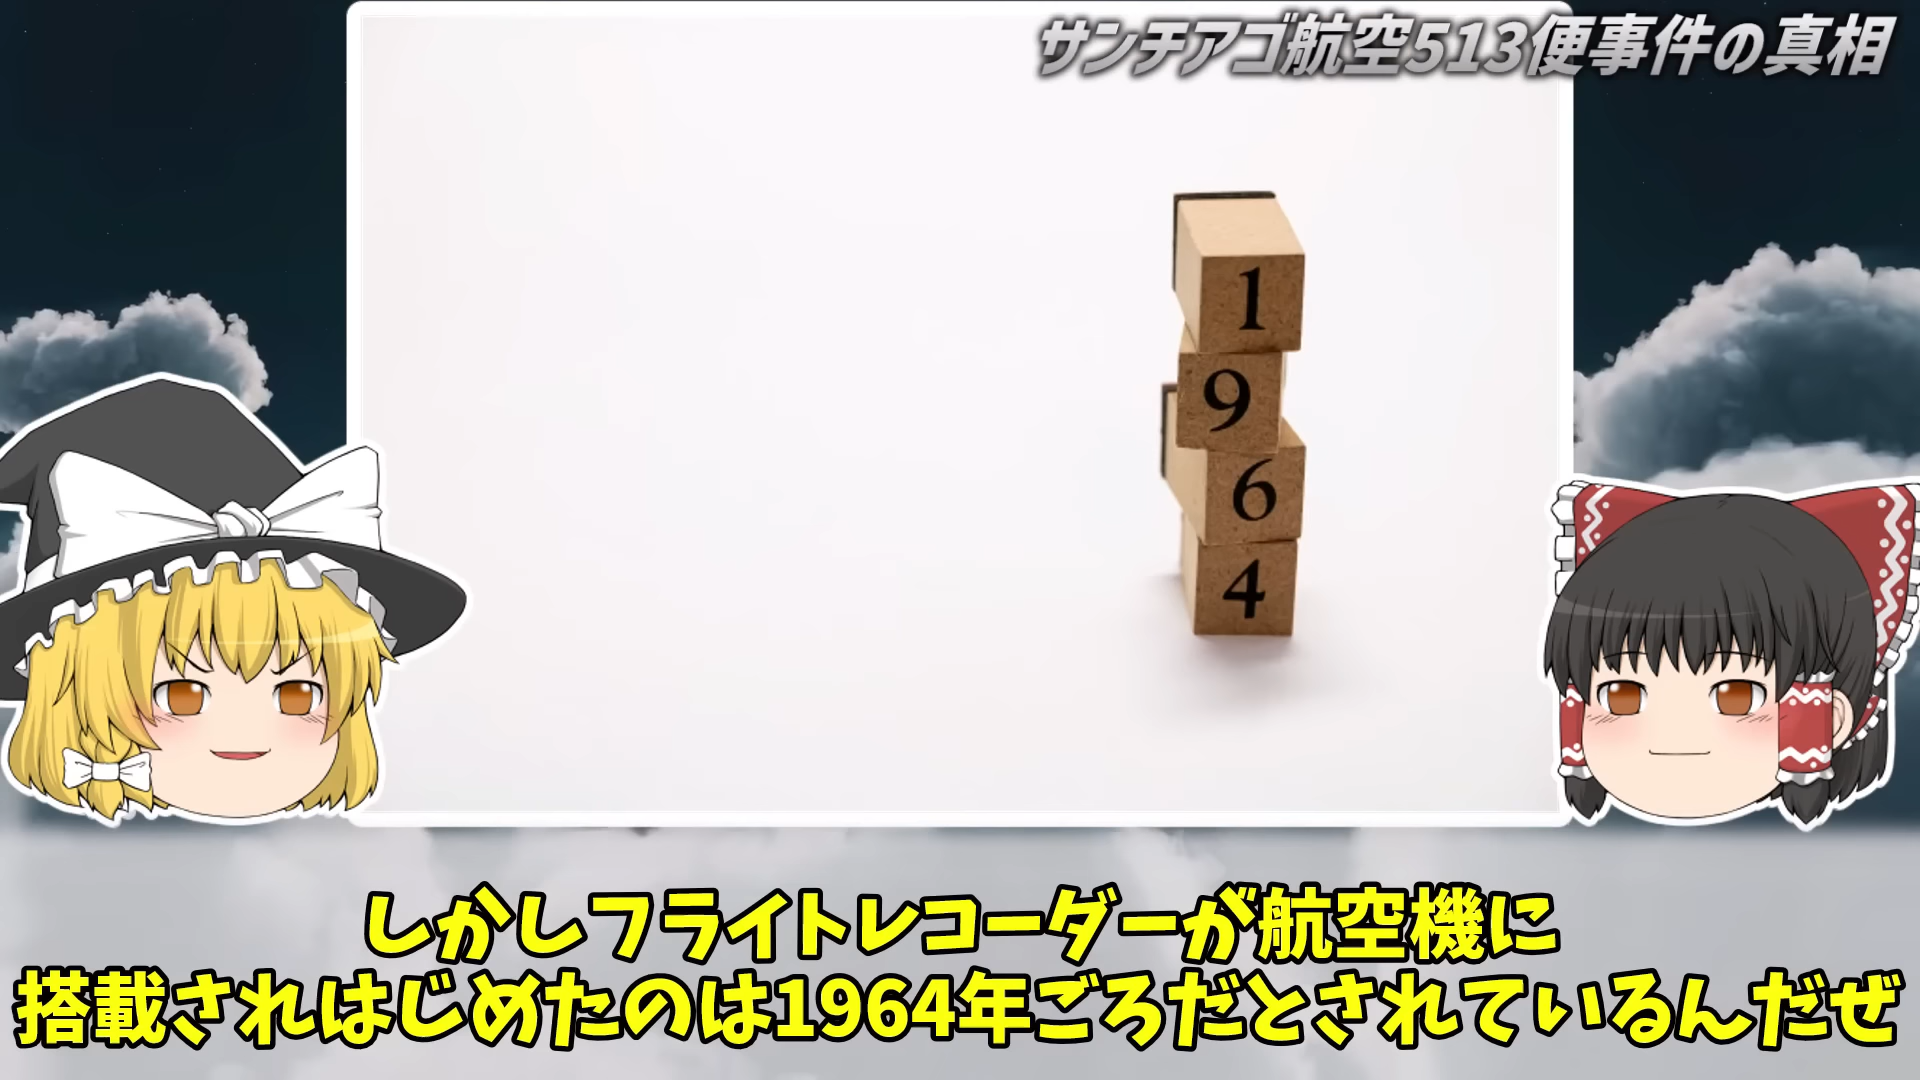 サンチアゴ航空513便事件の真相
1
9
6
4
しかしフライトレコーダーが航空機に
搭載されはじめたのは1964年ごろだとされているんだぜ